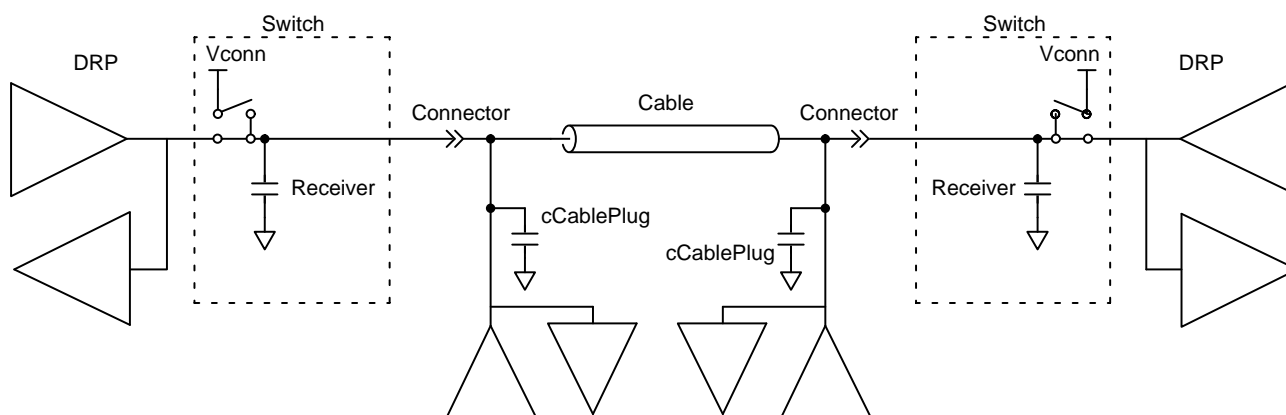 Switch
Switch
DRP
Vconn
Vconn
DRP
Connector
Cable
Connector
Receiver
Receiver
cCablePlug
cCablePlug